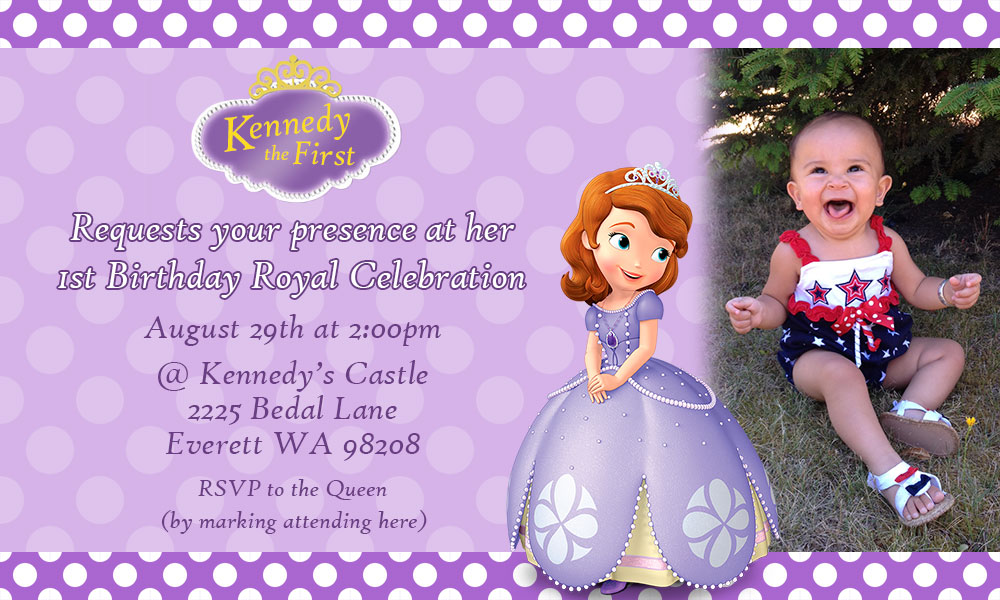 Kennedy
the First
Requests your presence at her
1st Birthday Royal Celebration
August 29th at 2:00pm
@ Kennedy's Castle
2225 Bedal Lane
Everett WA 98208
RSVP to the Queen
(by marking attending here)